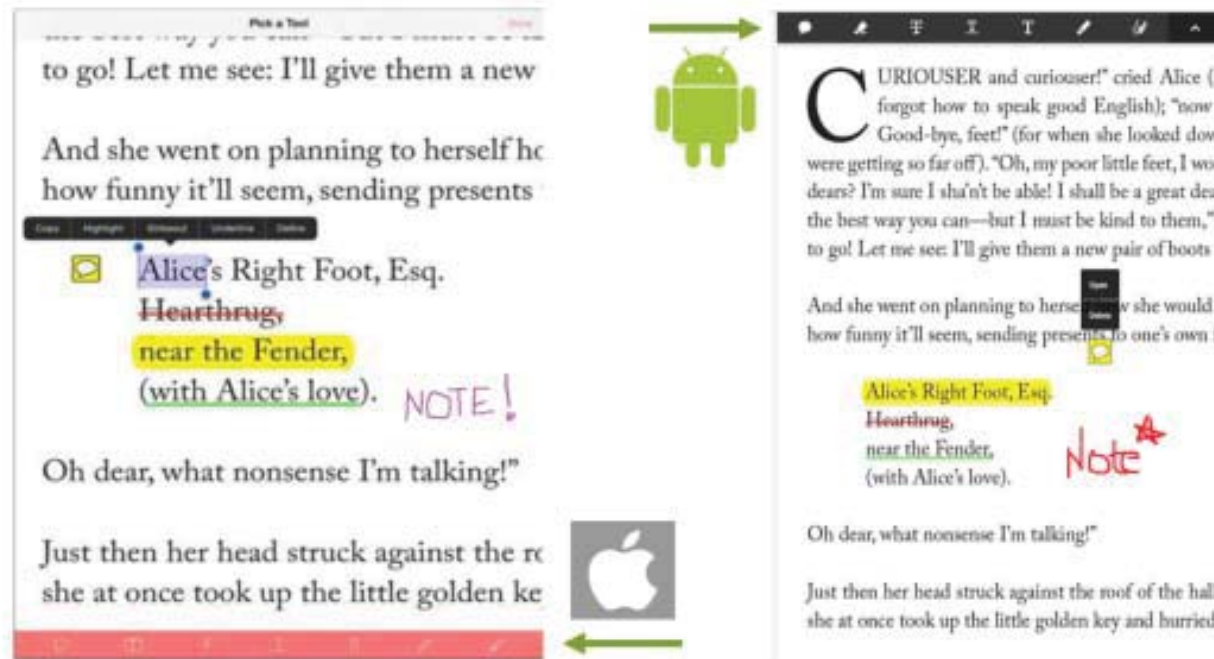 Pick a Tool
Done
to go! Let me see: I'll give them a new
And she went on planning to herself ho
how funny it'll seem, sending presents
Copy Highlight Strikeout Underline Define
Alice's Right Foot, Esq.
Hearthrug,
near the Fender,
(with Alice's love).
NOTE!
Oh dear, what nonsense I'm talking!"
Just then her head struck against the ro
she at once took up the little golden ke
T I T
CURIOUSER and curiouser!" cried Alice (
forgot how to speak good English); "now
Good-bye, feet!" (for when she looked dow
were getting so far off). "Oh, my poor little feet, I wo
dears? I'm sure I sha'n't be able! I shall be a great dea
the best way you can—but I must be kind to them,"
to go! Let me see: I'll give them a new pair of boots
Open
Delete
And she went on planning to herse w she would
how funny it'll seem, sending presents to one's own
Alice's Right Foot, Esq.
Hearthrug,
near the Fender,
(with Alice's love).
Note
Oh dear, what nonsense I'm talking!"
Just then her head struck against the roof of the hall
she at once took up the little golden key and hurried